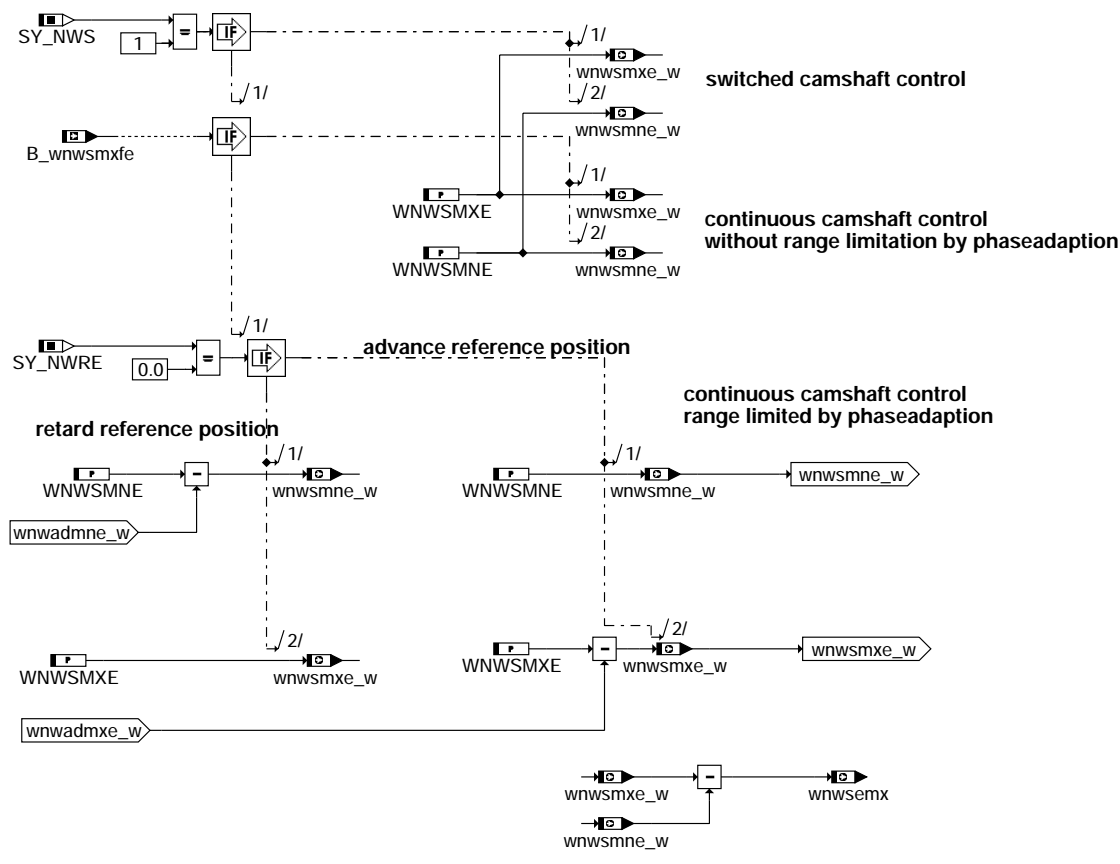 SY_NWS
1
=
IF
/1/
/1/
wnwsmxe_w
switched camshaft control
/2/
wnwsmne_w
B_wnwsmxfe
IF
/1/
P
WNWSMXE
wnwsmxe_w
continuous camshaft control
without range limitation by phaseadaption
/2/
P
WNWSMNE
wnwsmne_w
/1/
SY_NWRE
0.0
=
IF
advance reference position
continuous camshaft control
range limited by phaseadaption
retard reference position
/1/
/1/
P
WNWSMNE
-
wnwsmne_w
P
WNWSMNE
wnwsmne_w
wnwsmne_w
wnwadmne_w
/2/
/2/
P
WNWSMXE
wnwsmxe_w
P
WNWSMXE
-
wnwsmxe_w
wnwsmxe_w
wnwadmxe_w
wnwsmxe_w
-
wnwsemx
wnwsmne_w